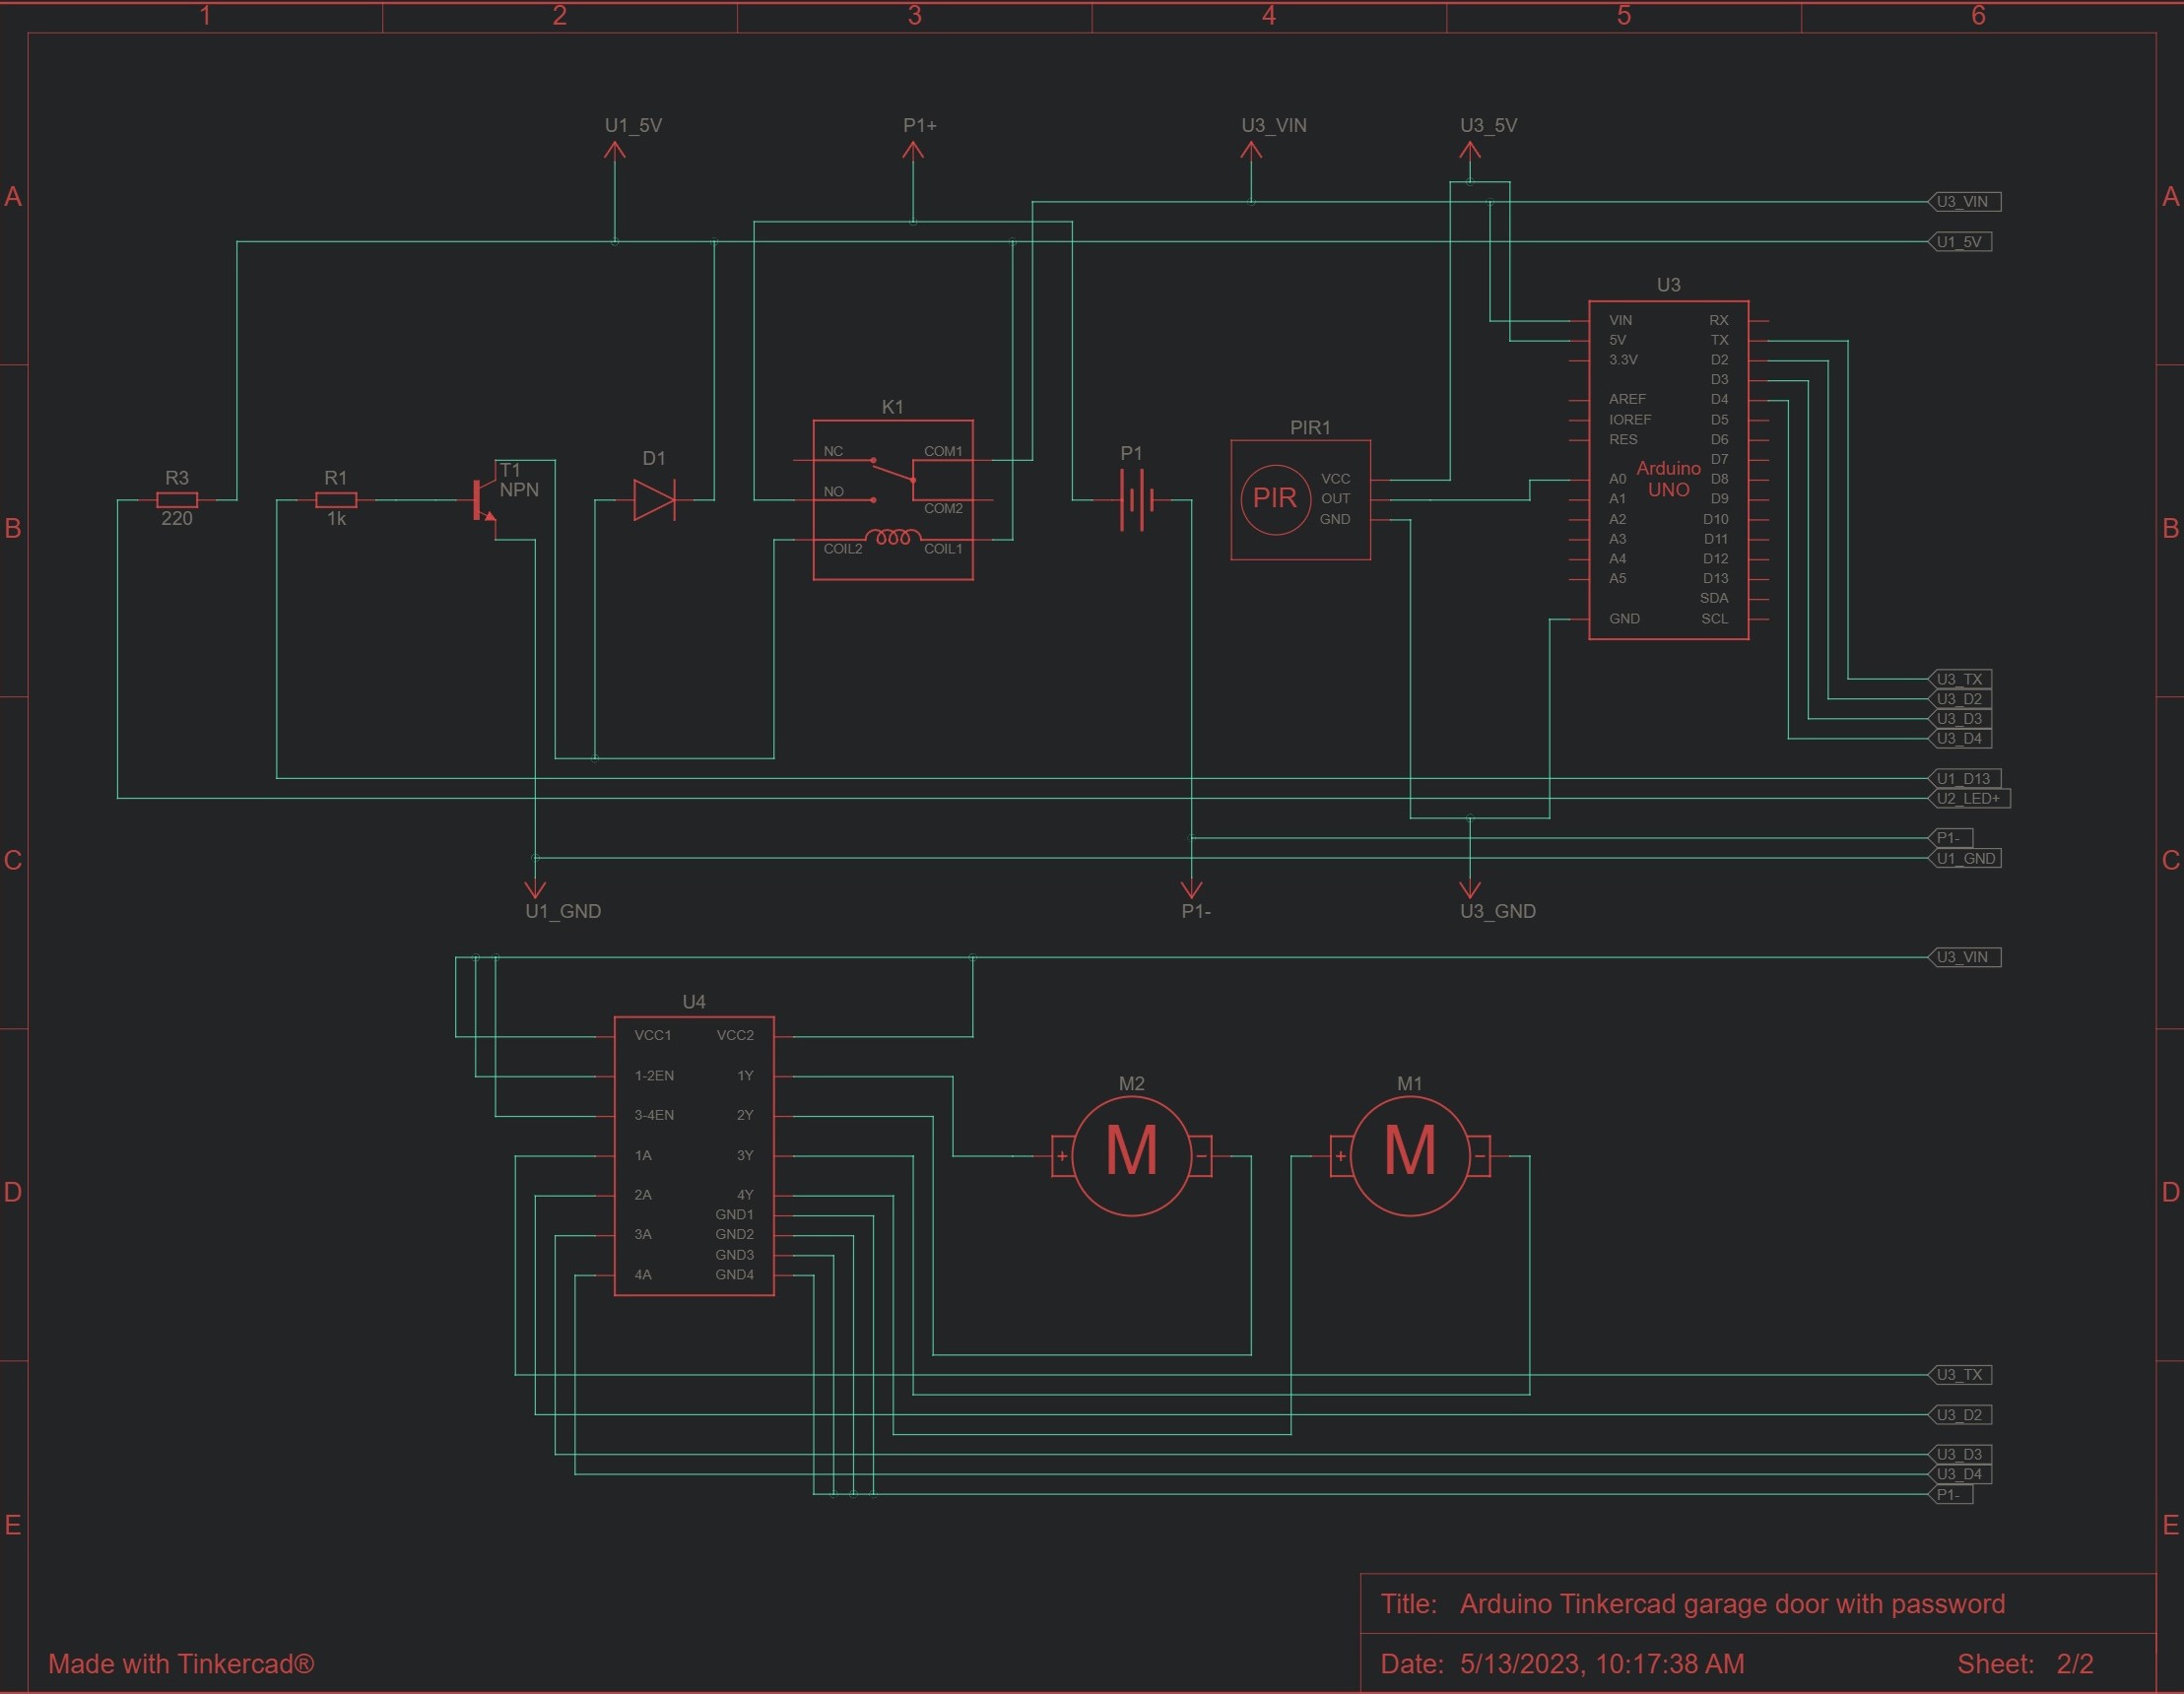 1 2 3 4 5 6
U1_5V P1+ U3_VIN U3_5V
A A
U3_VIN
U1_5V
U3
VIN RX
5V TX
3.3V D2
D3
AREF D4
IOREF D5
RES D6
D7
A0 D8
A1 D9
A2 D10
A3 D11
A4 D12
A5 D13
SDA
GND SCL
Arduino
UNO
K1
NC COM1
NO
COM2
COIL2 COIL1
PIR1
VCC
PIR OUT
GND
P1
D1
T1
NPN
R3
220
R1
1k
B B
U3_TX
U3_D2
U3_D3
U3_D4
U1_D13
U2_LED+
P1-
U1_GND
C C
U1_GND P1- U3_GND
U3_VIN
U4
VCC1 VCC2
1-2EN 1Y
3-4EN 2Y
1A 3Y
2A 4Y
GND1
3A GND2
GND3
4A GND4
M2 M1
+ M - + M -
D D
U3_TX
U3_D2
U3_D3
U3_D4
P1-
E E
Title: Arduino Tinkercad garage door with password
Made with Tinkercad® Date: 5/13/2023, 10:17:38 AM Sheet: 2/2